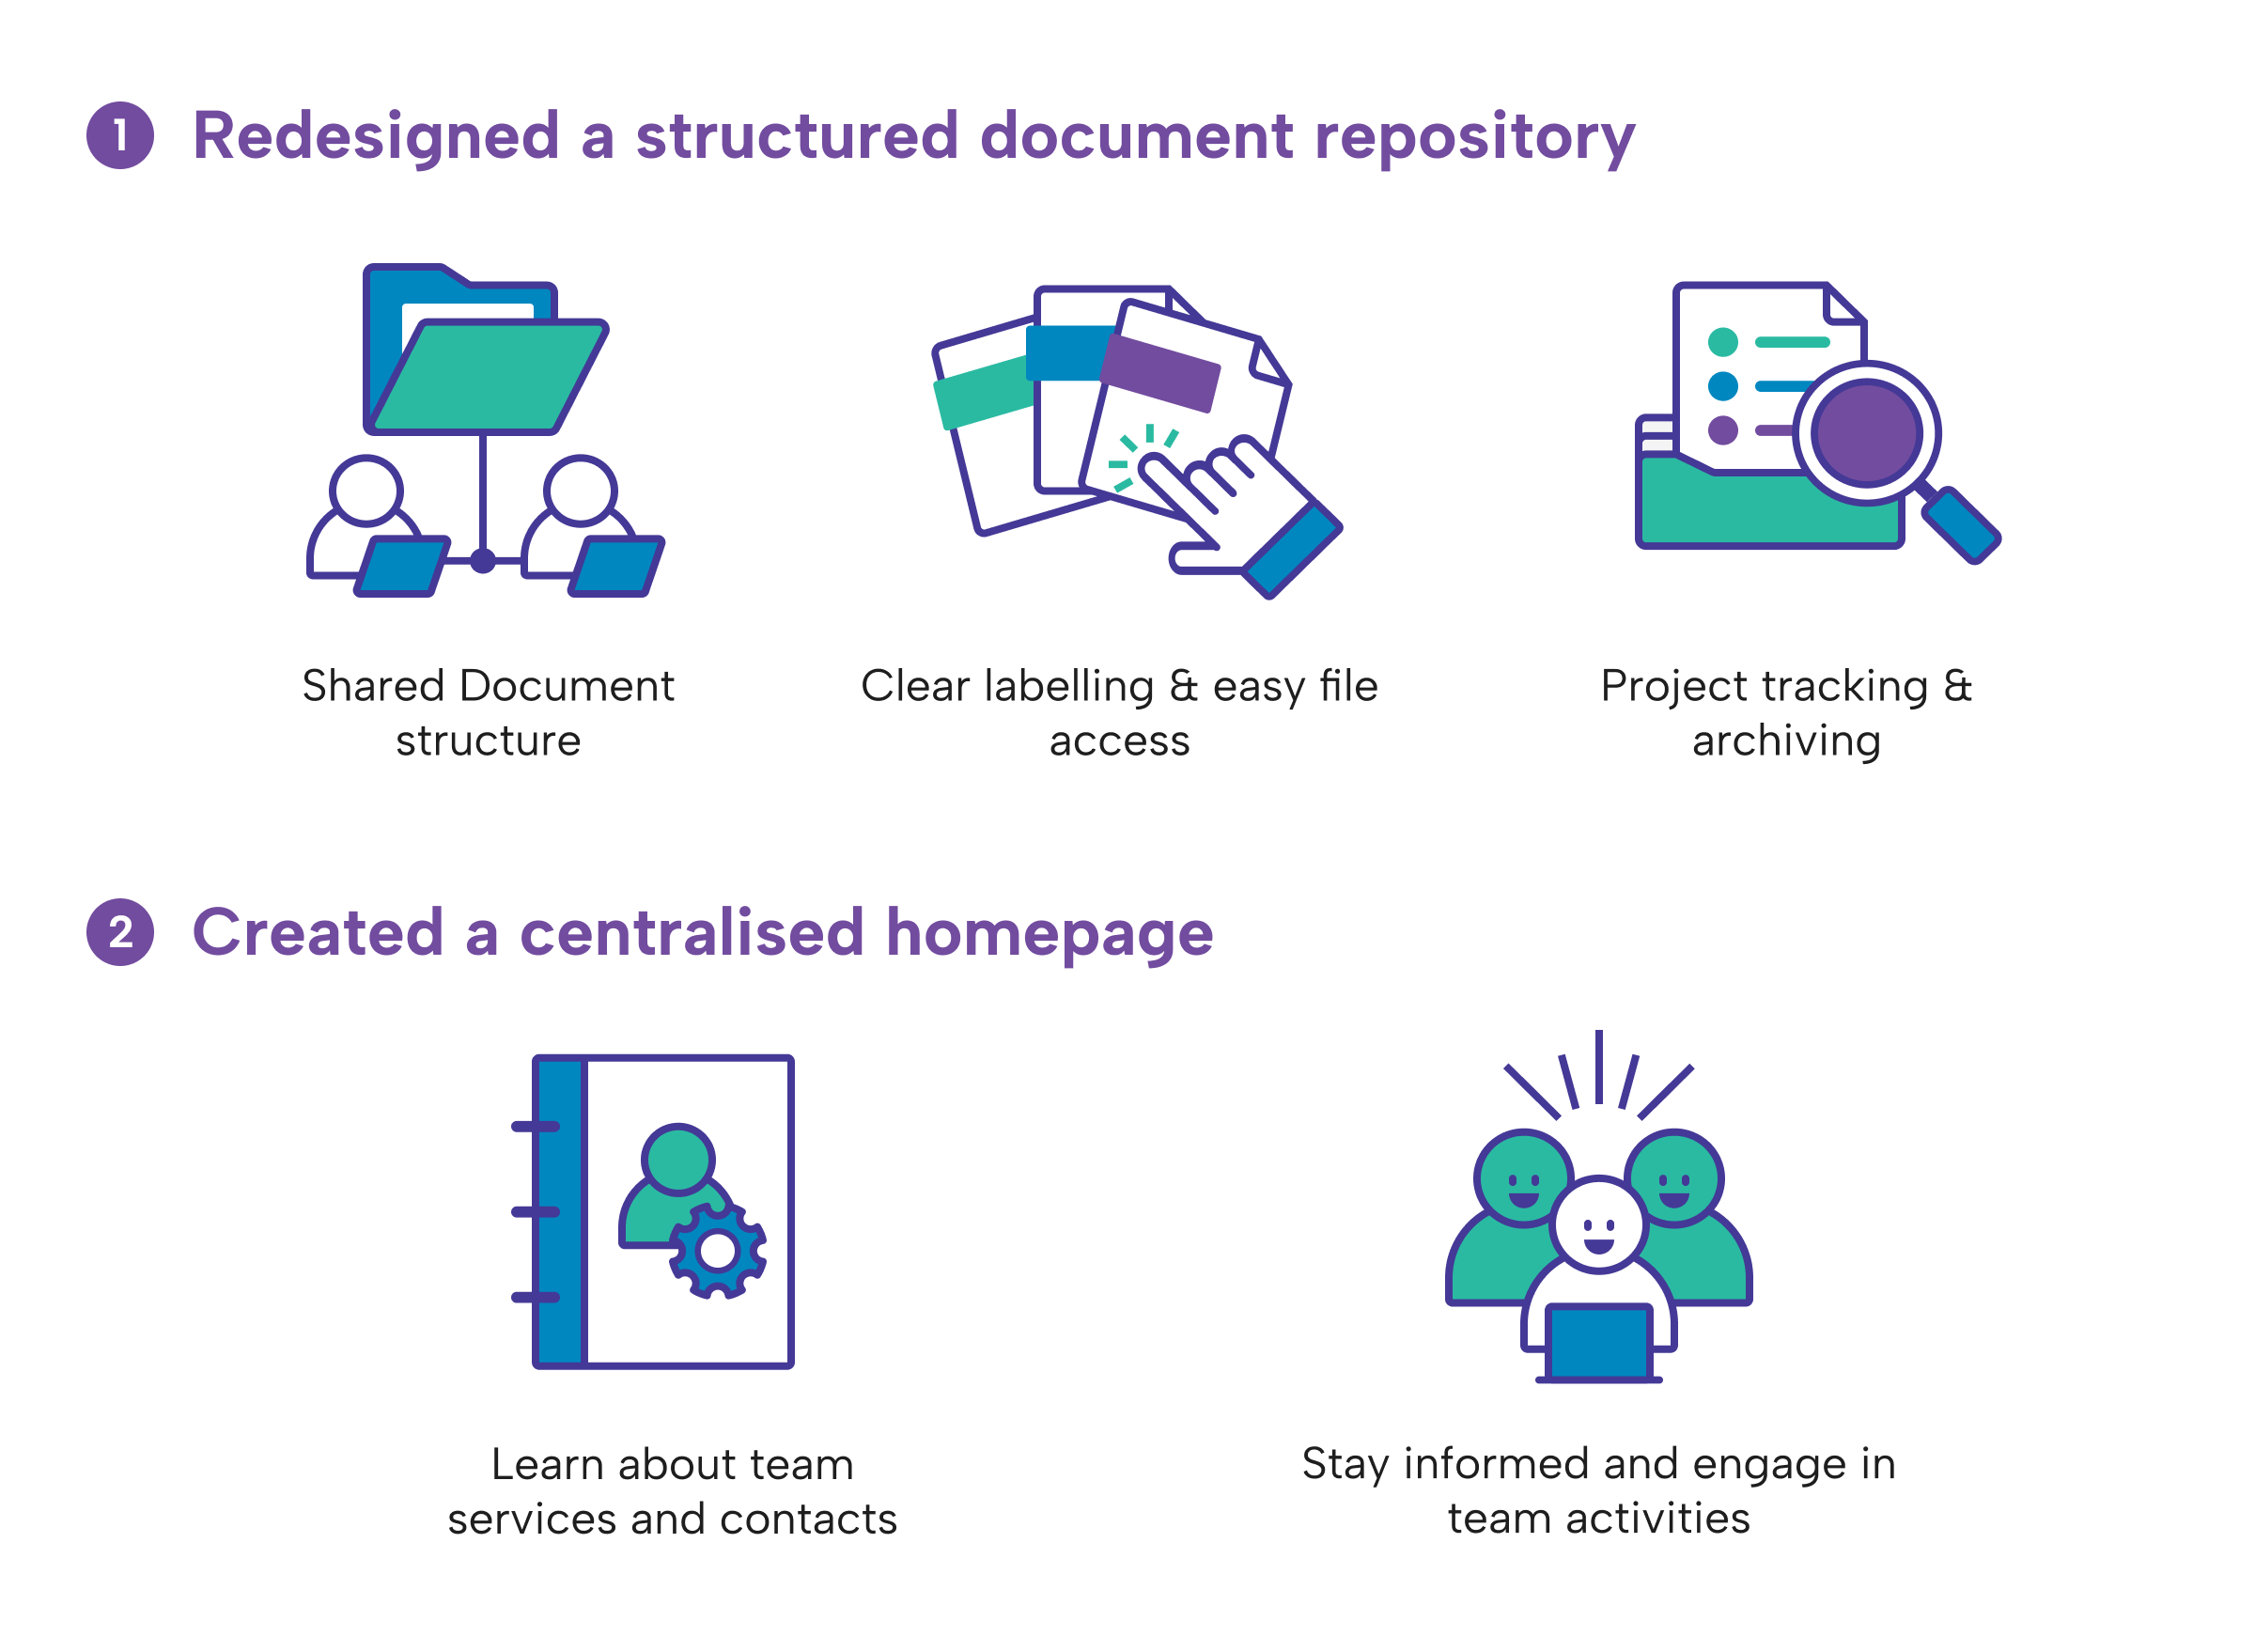 1 Redesigned a structured document repository
Shared Document
structure
Clear labelling & easy file
access
Project tracking &
archiving
2 Created a centralised homepage
Learn about team
services and contacts
Stay informed and engage in
team activities